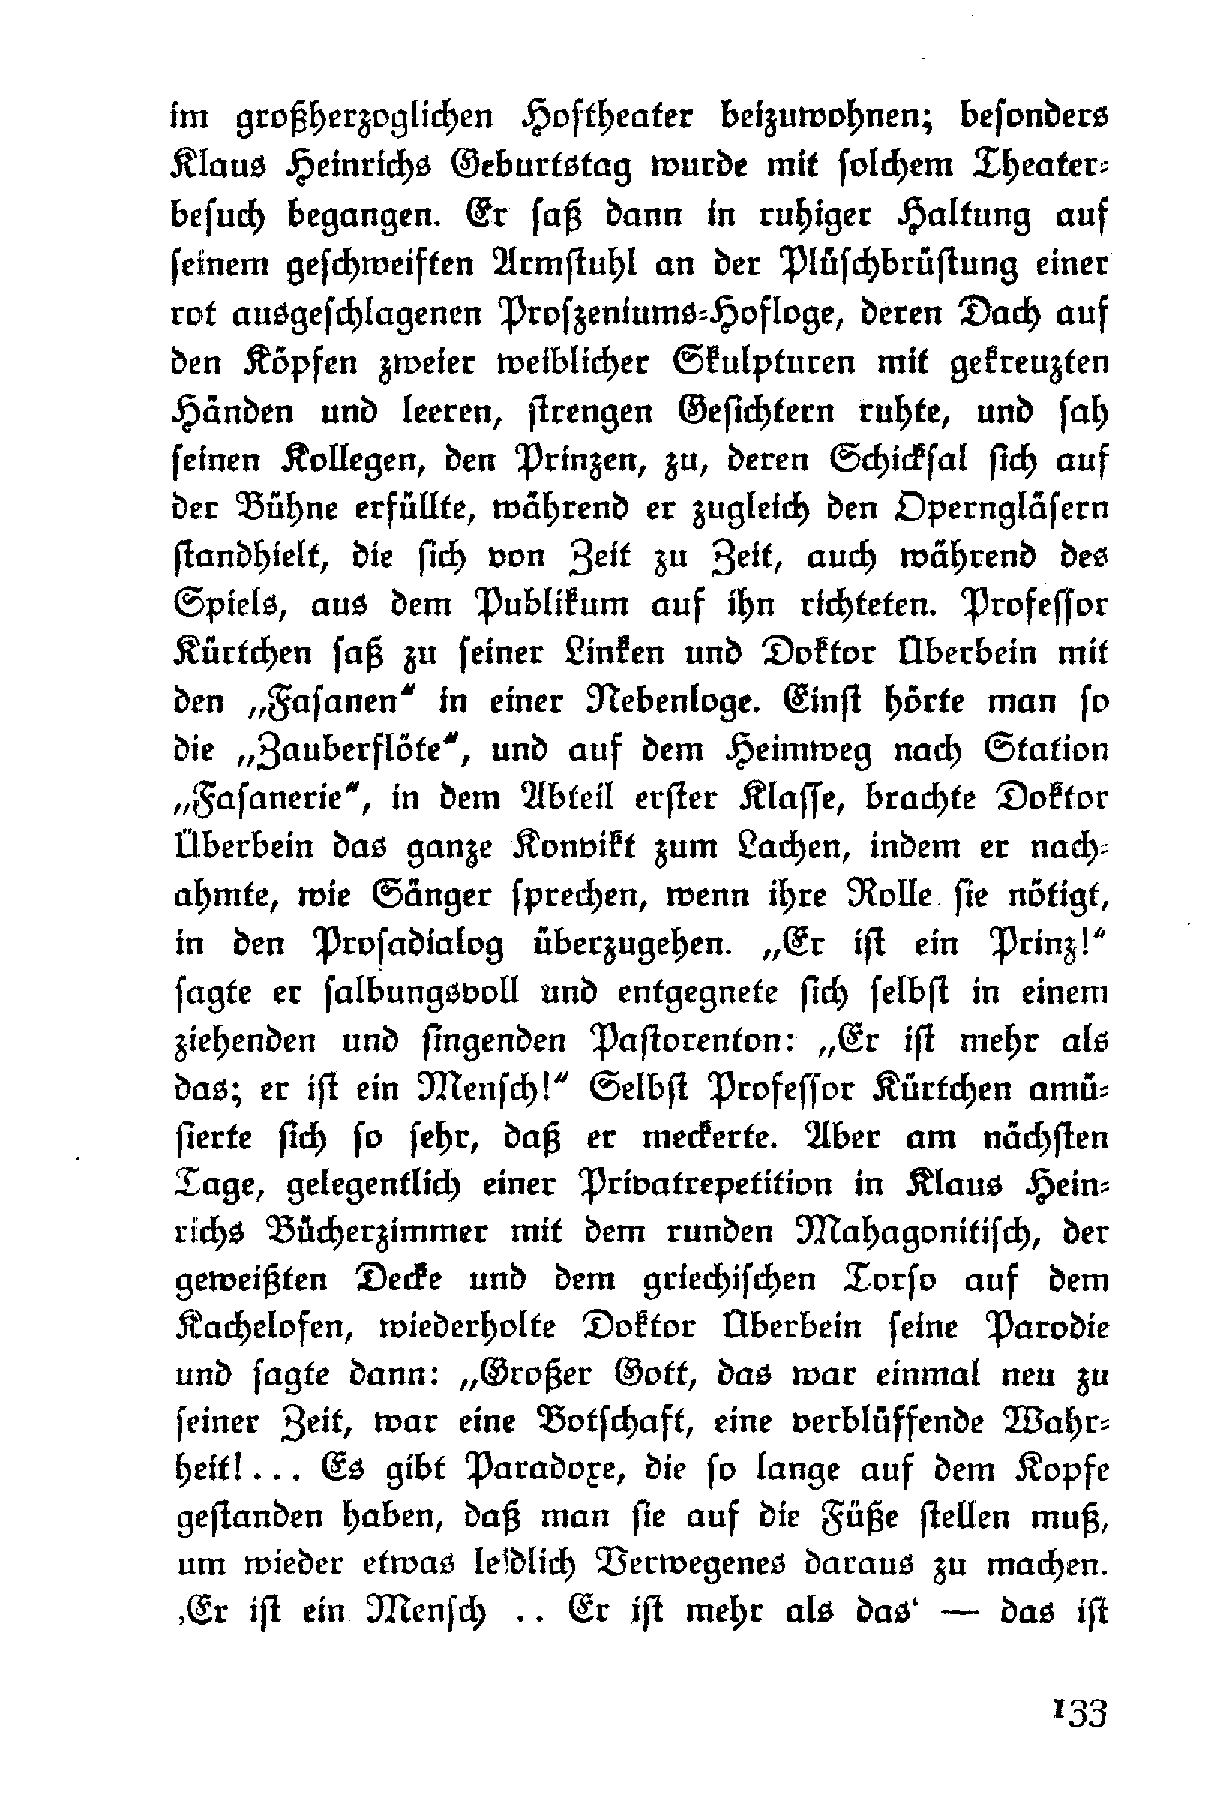 im großherzoglichen Hoftheater beizuwohnen; besonders
Klaus Heinrichs Geburtstag wurde mit solchem Theater-
besuch begangen. Er saß dann in ruhiger Haltung auf
seinem geschweiften Armstuhl an der Plüschbrüstung einer
rot ausgeschlagenen Proszeniums-Hofloge, deren Dach auf
den Köpfen zweier weiblicher Skulpturen mit gekreuzten
Händen und leeren, strengen Gesichtern ruhte, und sah
seinen Kollegen, den Prinzen, zu, deren Schicksal sich auf
der Bühne erfüllte, während er zugleich den Operngläsern
standhielt, die sich von Zeit zu Zeit, auch während des
Spiels, aus dem Publikum auf ihn richteten. Professor
Kürtchen saß zu seiner Linken und Doktor Überbein mit
den „Fasanen“ in einer Nebenloge. Einst hörte man so
die „Zauberflöte“, und auf dem Heimweg nach Station
„Fasanerie“, in dem Abteil erster Klasse, brachte Doktor
Überbein das ganze Konvikt zum Lachen, indem er nach-
ahmte, wie Sänger sprechen, wenn ihre Rolle sie nötigt,
in den Prosadialog überzugehen. „Er ist ein Prinz!“
sagte er salbungsvoll und entgegnete sich selbst in einem
ziehenden und singenden Pastorenton: „Er ist mehr als
das; er ist ein Mensch!“ Selbst Professor Kürtchen amü-
sierte sich so sehr, daß er meckerte. Aber am nächsten
Tage, gelegentlich einer Privatrepetition in Klaus Hein-
richs Bücherzimmer mit dem runden Mahagonitisch, der
geweißten Decke und dem griechischen Torso auf dem
Kachelofen, wiederholte Doktor Überbein seine Parodie
und sagte dann: „Großer Gott, das war einmal neu zu
seiner Zeit, war eine Botschaft, eine verblüffende Wahr-
heit!... Es gibt Paradoxe, die so lange auf dem Kopfe
gestanden haben, daß man sie auf die Füße stellen muß,
um wieder etwas leidlich Verwegenes daraus zu machen.
‚Er ist ein Mensch .. Er ist mehr als das‘ — das ist
133